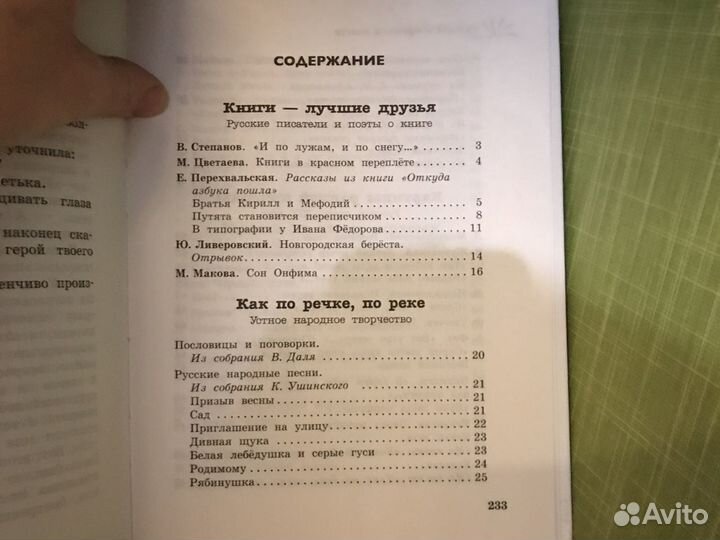 СОДЕРЖАНИЕ
Книги — лучшие друзья
Русские писатели и поэты о книге
В. Степанов. «И по лужам, и по снегу...» 3
М. Цветаева. Книги в красном переплёте 4
Е. Перехвальская. Рассказы из книги «Откуда
азбука пошла»
Братья Кирилл и Мефодий 5
Путята становится переписчиком 8
В типографии у Ивана Фёдорова 11
Ю. Ливеровский. Новгородская берёста.
Отрывок 14
М. Махова. Сон Онфима 16
Как по речке, по реке
Устное народное творчество
Пословицы и поговорки.
Из собрания В. Даля 20
Русские народные песни.
Из собрания К. Ушинского 21
Призыв весны 21
Сад 21
Приглашение на улицу 22
Дивная щука 23
Белая лебёдушка и серые гуси 23
Родимому 24
Рябинушка 25
233
уточнила:
етька.
щивать глаза
наконец ска-
герой твоего
енчиво произ-
Avito